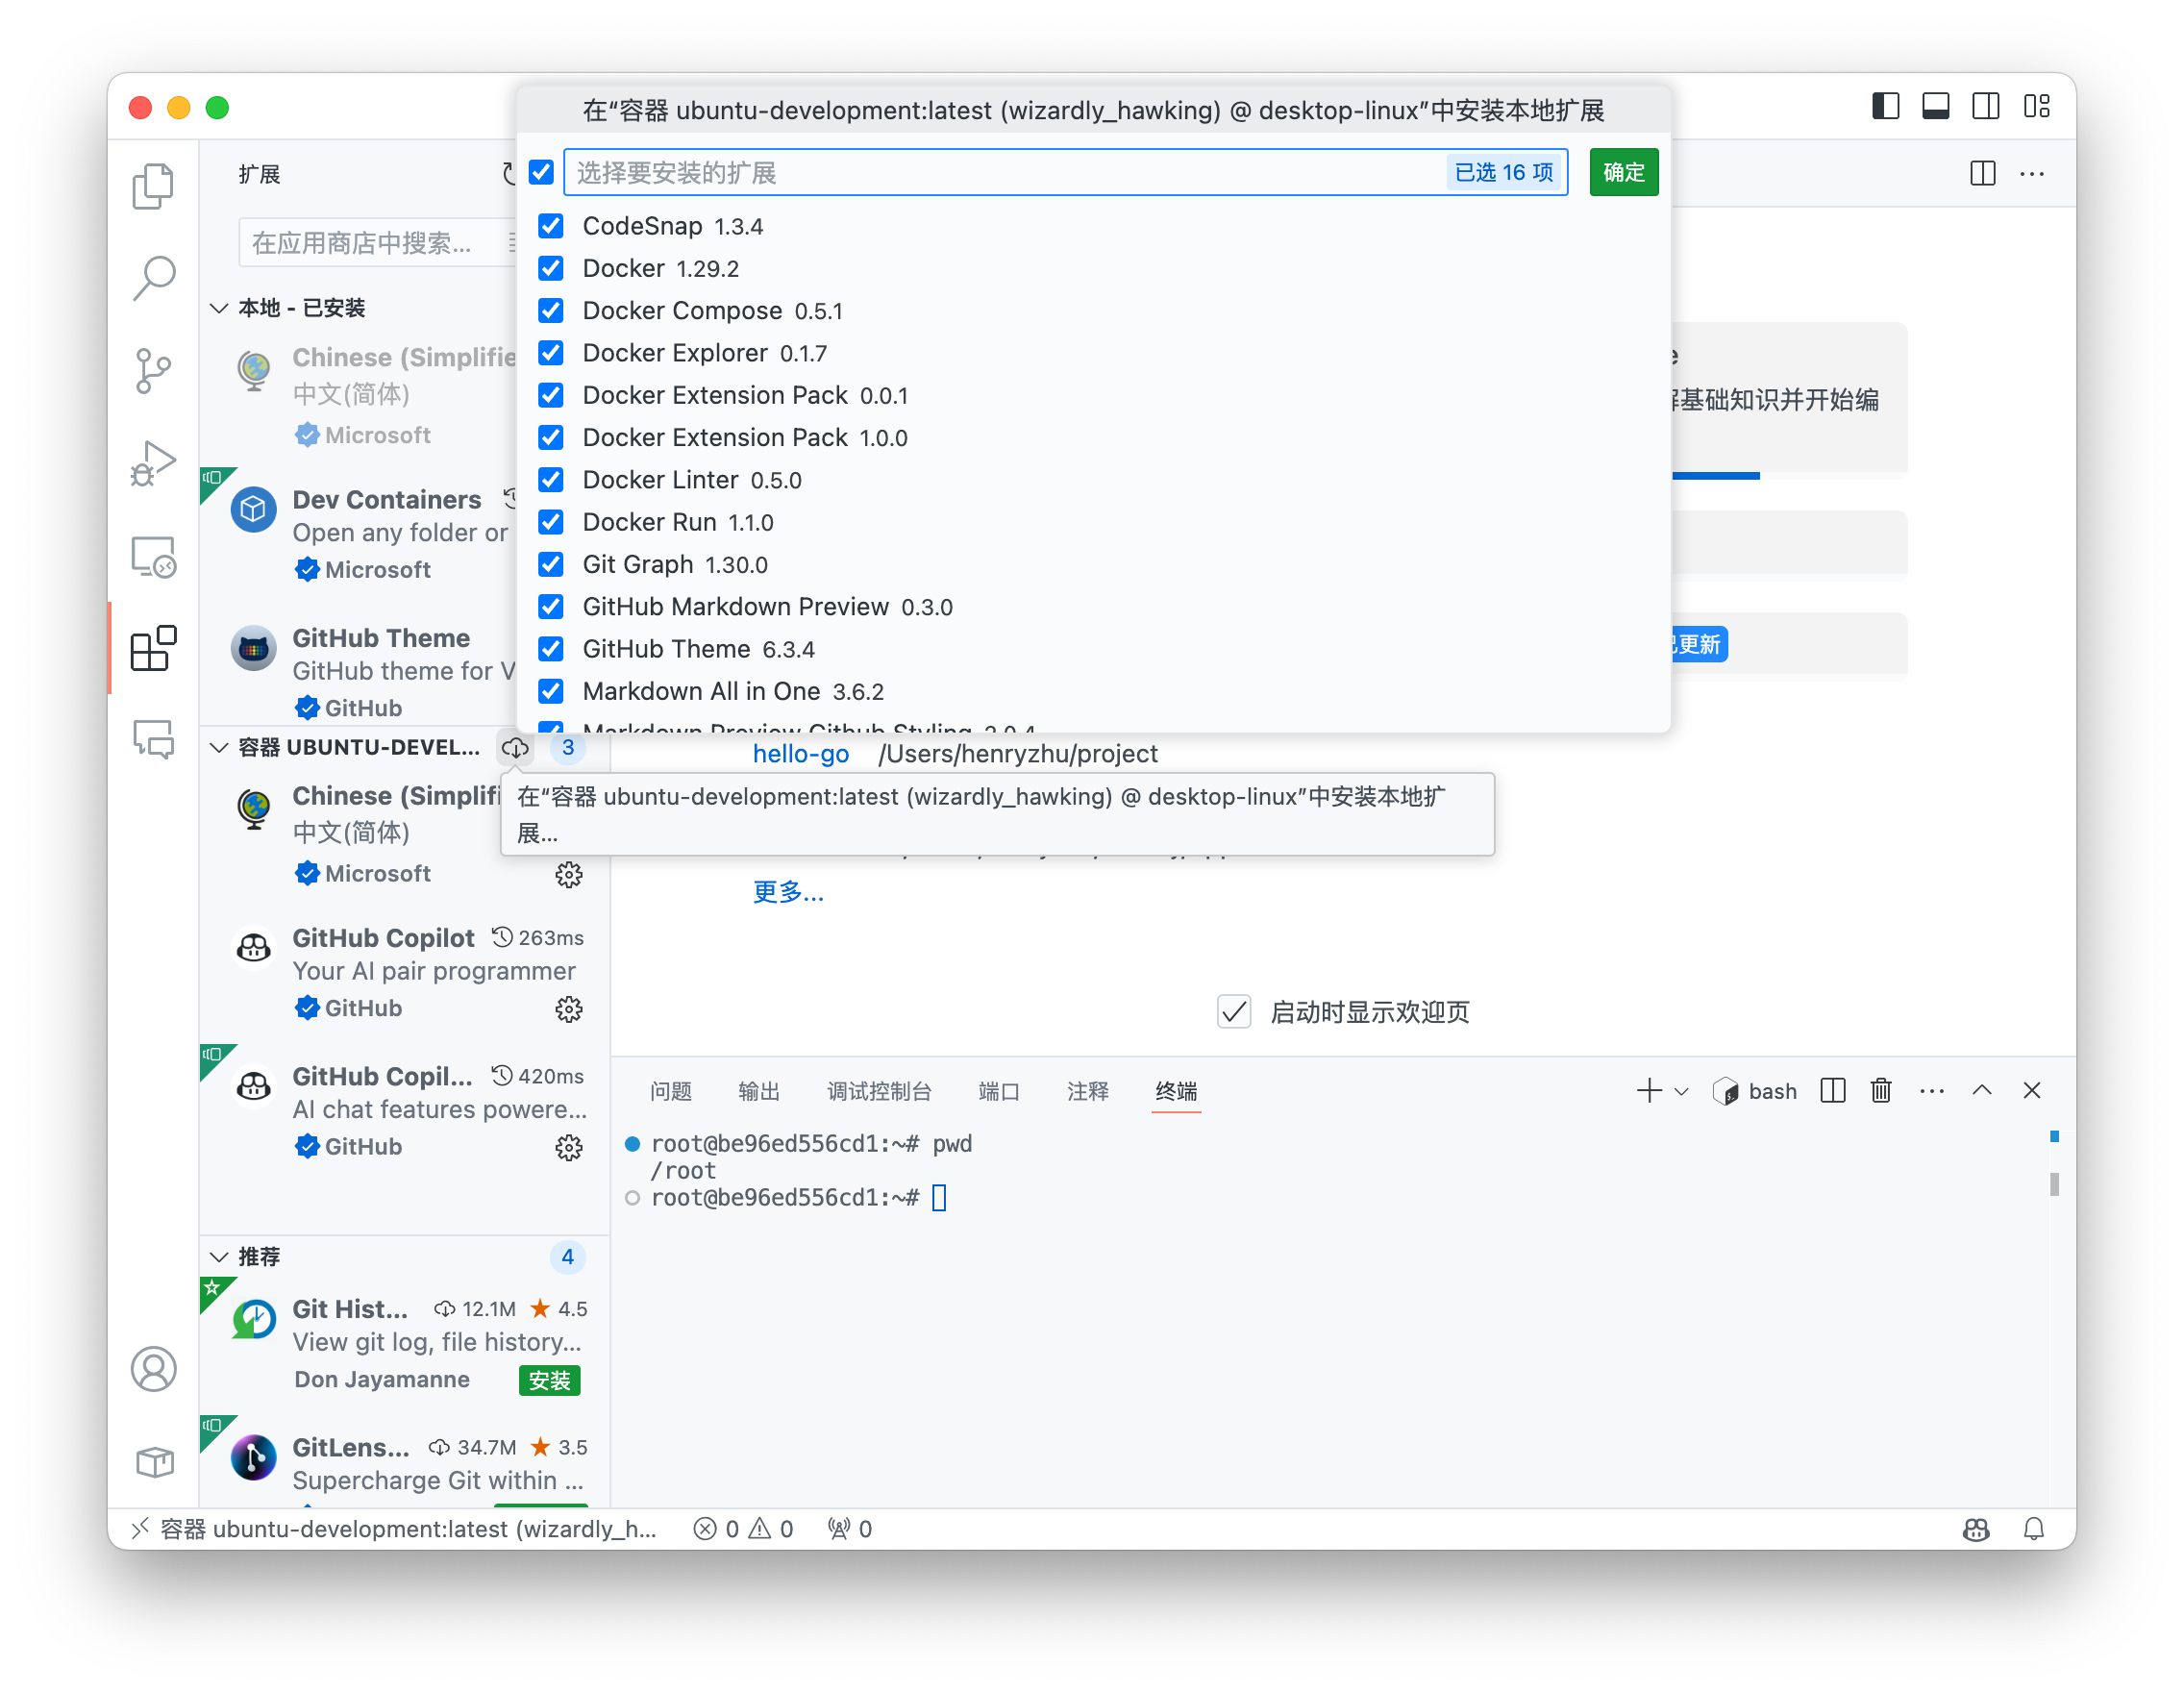 在“容器 ubuntu-development:latest (wizardly_hawking) @ desktop-linux”中安装本地扩展
选择要安装的扩展
已选 16 项
确定
CodeSnap 1.3.4
Docker 1.29.2
Docker Compose 0.5.1
Docker Explorer 0.1.7
Docker Extension Pack 0.0.1
Docker Extension Pack 1.0.0
Docker Linter 0.5.0
Docker Run 1.1.0
Git Graph 1.30.0
GitHub Markdown Preview 0.3.0
GitHub Theme 6.3.4
Markdown All in One 3.6.2
Markdown Preview Github Styling 2.0.4
扩展
在应用商店中搜索...
本地 - 已安装
Chinese (Simplifie
中文(简体)
Microsoft
Dev Containers
Open any folder or
Microsoft
GitHub Theme
GitHub theme for V
GitHub
容器 UBUNTU-DEVEL...
3
Chinese (Simplifi
中文(简体)
Microsoft
GitHub Copilot 263ms
Your AI pair programmer
GitHub
GitHub Copil... 420ms
AI chat features powere...
GitHub
推荐
4
Git Hist... 12.1M 4.5
View git log, file history...
Don Jayamanne
安装
GitLens... 34.7M 3.5
Supercharge Git within ...
基础知识并开始编
更新
hello-go /Users/henryzhu/project
在“容器 ubuntu-development:latest (wizardly_hawking) @ desktop-linux”中安装本地扩
展...
更多...
启动时显示欢迎页
问题 输出 调试控制台 端口 注释 终端
bash
root@be96ed556cd1:~# pwd
/root
root@be96ed556cd1:~#
容器 ubuntu-development:latest (wizardly_h... 0 0 0